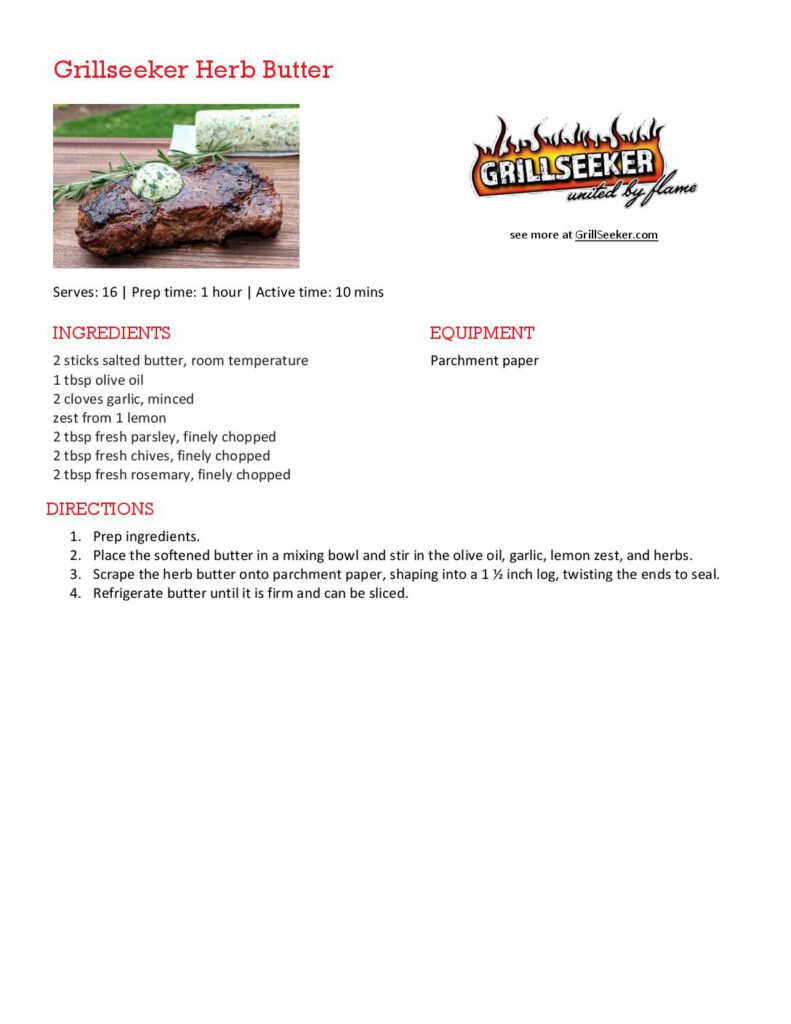 Grillseeker Herb Butter
GRILLSEEKER
united by flame
see more at GrillSeeker.com
Serves: 16 | Prep time: 1 hour | Active time: 10 mins
INGREDIENTS
2 sticks salted butter, room temperature
1 tbsp olive oil
2 cloves garlic, minced
zest from 1 lemon
2 tbsp fresh parsley, finely chopped
2 tbsp fresh chives, finely chopped
2 tbsp fresh rosemary, finely chopped
EQUIPMENT
Parchment paper
DIRECTIONS
1. Prep ingredients.
2. Place the softened butter in a mixing bowl and stir in the olive oil, garlic, lemon zest, and herbs.
3. Scrape the herb butter onto parchment paper, shaping into a 1 ½ inch log, twisting the ends to seal.
4. Refrigerate butter until it is firm and can be sliced.